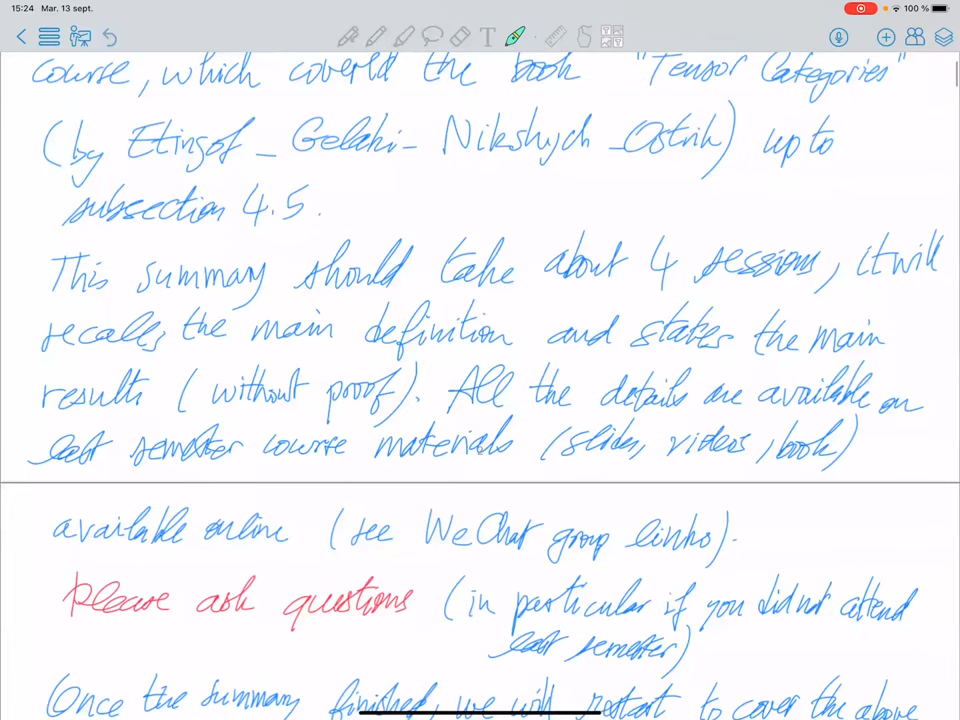 15:24 Mar. 13 sept. 100 %
course, which coverld the book "Tensor Categories"
(by Etingof - Gelaki - Nikshych - Ostrik) up to
subsection 4.5.
This summary should take about 4 sessions, it will
recalls the main definition and states the main
results (without proof). All the details are available on
last semester course materials (slides, videos, book)
available online (see WeChat group links).
Please ask questions (in particular if you did not attend
last semester)
(Once the summary finished, we will restart to cover the above